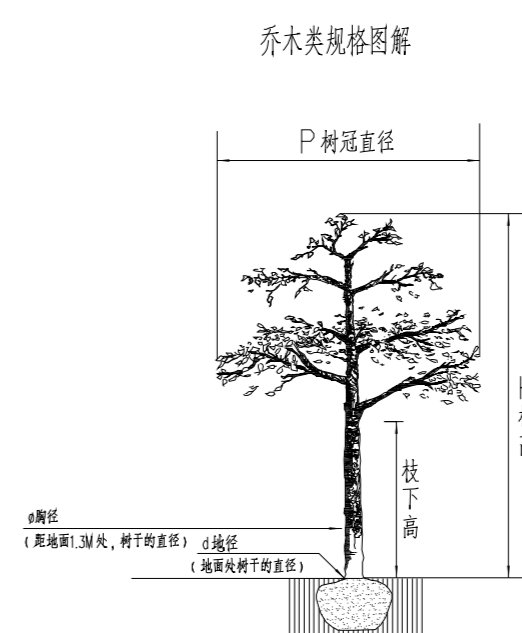 乔木类规格图解
P 树冠直径
枝下高
ø胸径
(距地面1.3M处,树干的直径)
d 地径
(地面处树干的直径)